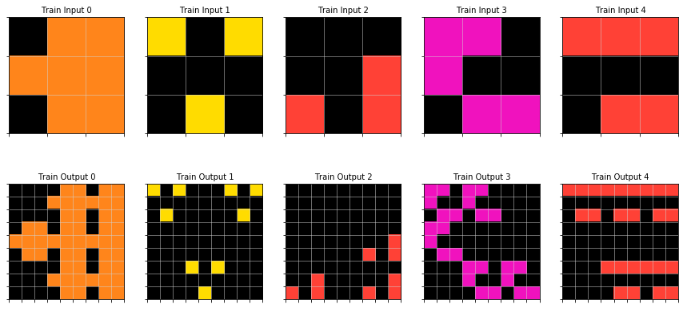 Train Input 0
Train Input 1
Train Input 2
Train Input 3
Train Input 4
Train Output 0
Train Output 1
Train Output 2
Train Output 3
Train Output 4